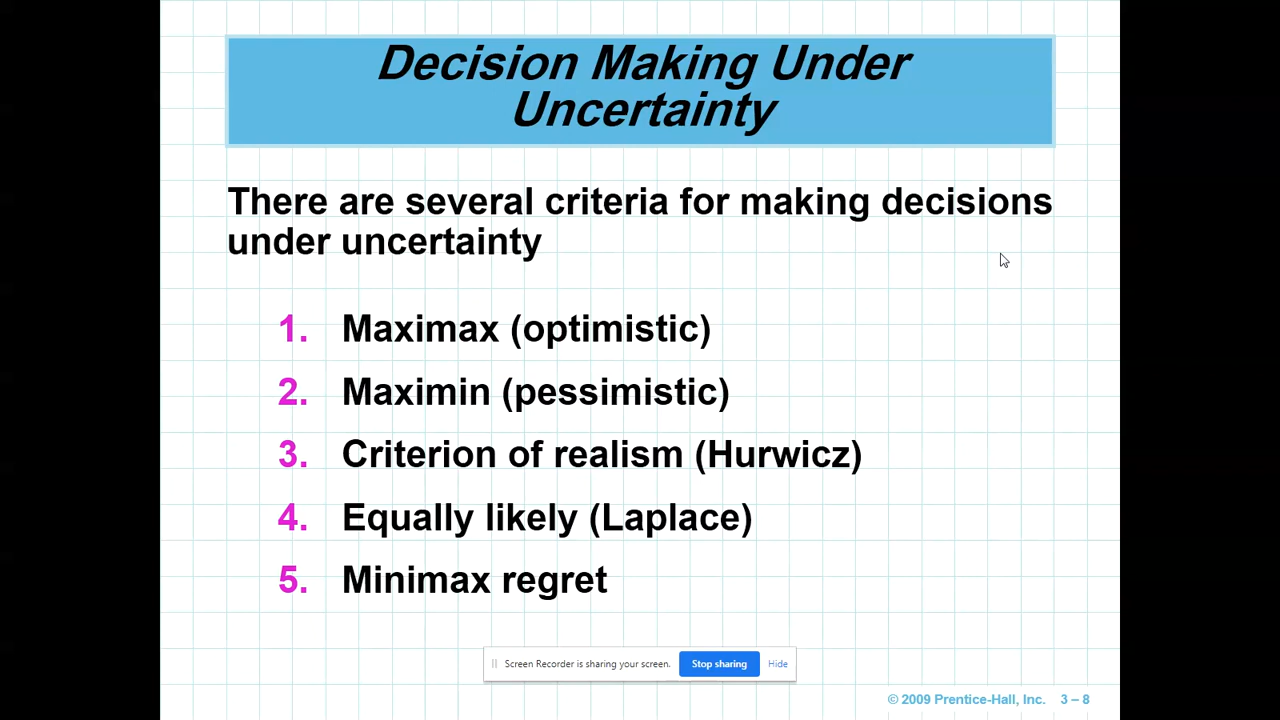 Decision Making Under
Uncertainty
There are several criteria for making decisions
under uncertainty
1. Maximax (optimistic)
2. Maximin (pessimistic)
3. Criterion of realism (Hurwicz)
4. Equally likely (Laplace)
5. Minimax regret
Screen Recorder is sharing your screen. Stop sharing Hide
© 2009 Prentice-Hall, Inc. 3 – 8